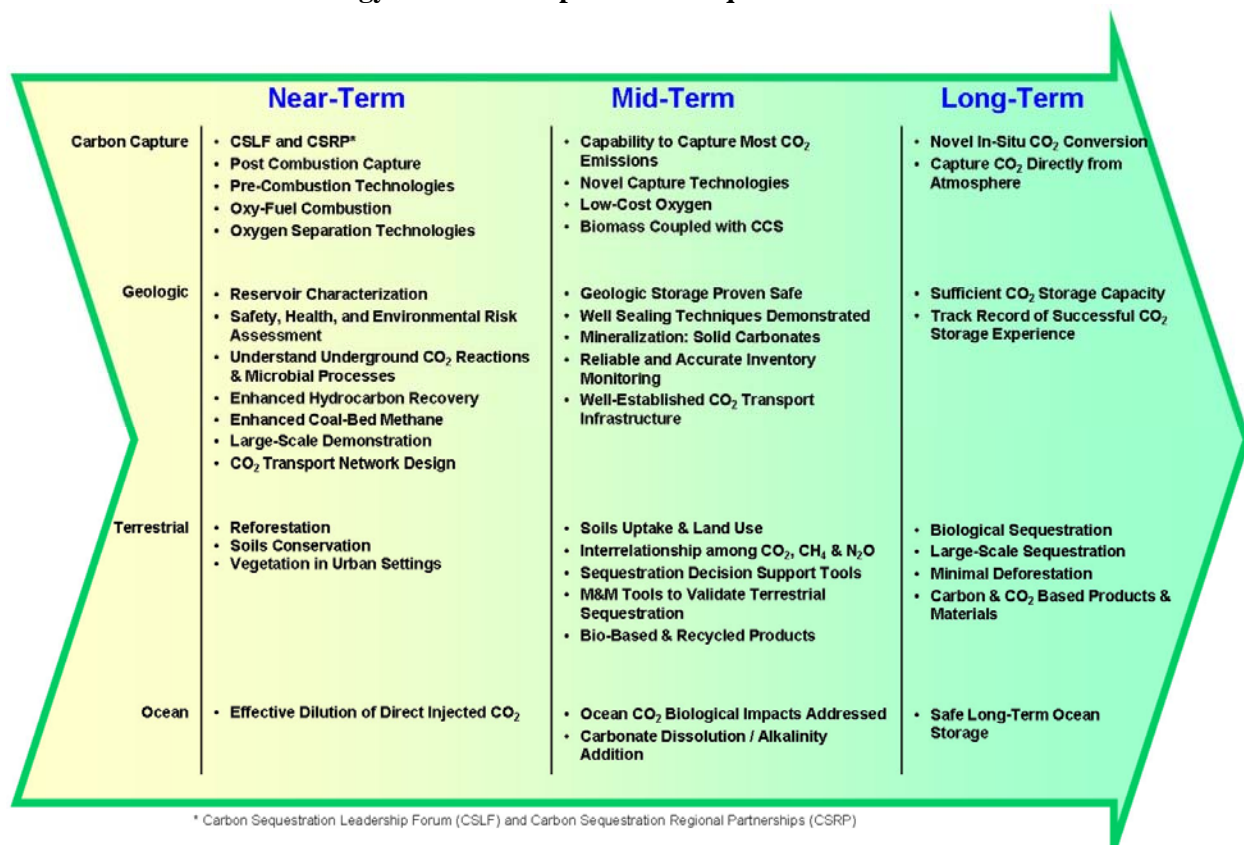 Near-Term
Mid-Term
Long-Term
Carbon Capture
• CSLF and CSRP*
• Post Combustion Capture
• Pre-Combustion Technologies
• Oxy-Fuel Combustion
• Oxygen Separation Technologies
• Capability to Capture Most CO₂
Emissions
• Novel Capture Technologies
• Low-Cost Oxygen
• Biomass Coupled with CCS
• Novel In-Situ CO₂ Conversion
• Capture CO₂ Directly from
Atmosphere
Geologic
• Reservoir Characterization
• Safety, Health, and Environmental Risk
Assessment
• Understand Underground CO₂ Reactions
& Microbial Processes
• Enhanced Hydrocarbon Recovery
• Enhanced Coal-Bed Methane
• Large-Scale Demonstration
• CO₂ Transport Network Design
• Geologic Storage Proven Safe
• Well Sealing Techniques Demonstrated
• Mineralization: Solid Carbonates
• Reliable and Accurate Inventory
Monitoring
• Well-Established CO₂ Transport
Infrastructure
• Sufficient CO₂ Storage Capacity
• Track Record of Successful CO₂
Storage Experience
Terrestrial
• Reforestation
• Soils Conservation
• Vegetation in Urban Settings
• Soils Uptake & Land Use
• Interrelationship among CO₂, CH₄ & N₂O
• Sequestration Decision Support Tools
• M&M Tools to Validate Terrestrial
Sequestration
• Bio-Based & Recycled Products
• Biological Sequestration
• Large-Scale Sequestration
• Minimal Deforestation
• Carbon & CO₂ Based Products &
Materials
Ocean
• Effective Dilution of Direct Injected CO₂
• Ocean CO₂ Biological Impacts Addressed
• Carbonate Dissolution / Alkalinity
Addition
• Safe Long-Term Ocean
Storage
* Carbon Sequestration Leadership Forum (CSLF) and Carbon Sequestration Regional Partnerships (CSRP)